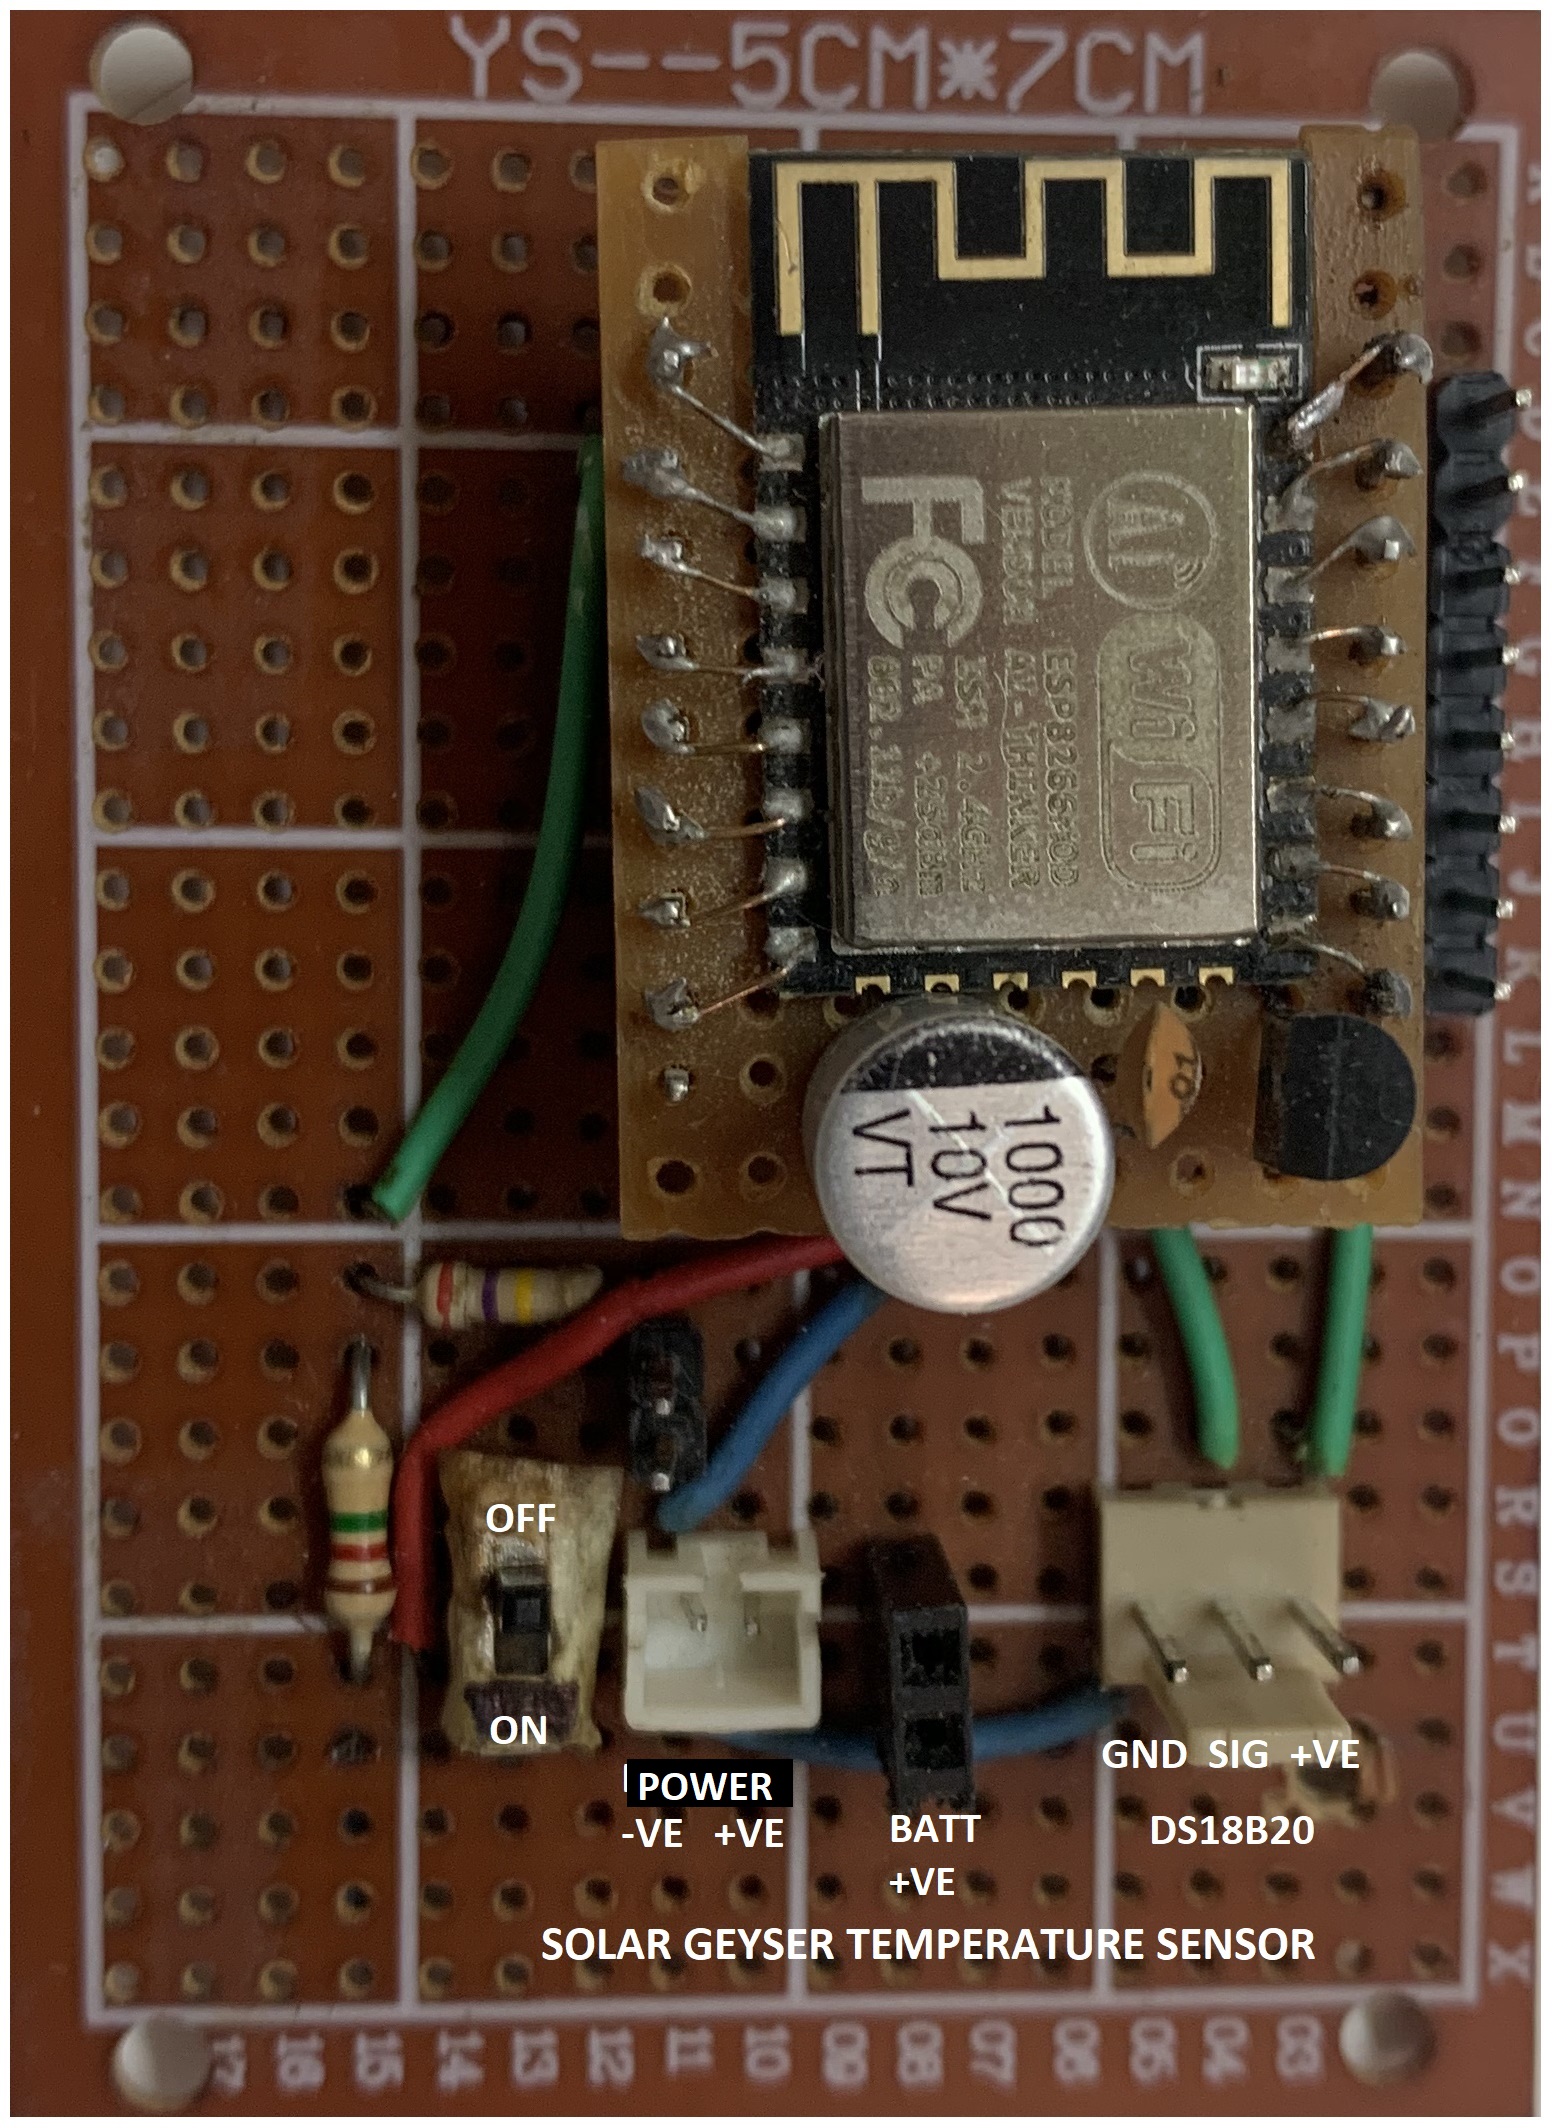 YS--5CM*7CM
Ai
WiFi
FC
MODEL ESP8266MOD
VENDOR AI-THINKER
ISM 2.4GHz
PA +25dBm
802.11b/g/n
1000
10V
VT
OFF
ON
POWER
-VE +VE
BATT
+VE
GND SIG +VE
DS18B20
SOLAR GEYSER TEMPERATURE SENSOR
17 16 15 14 13 12 11 10 09 08 07 06 05 04 03
J K L M N O P Q R S T U V W X